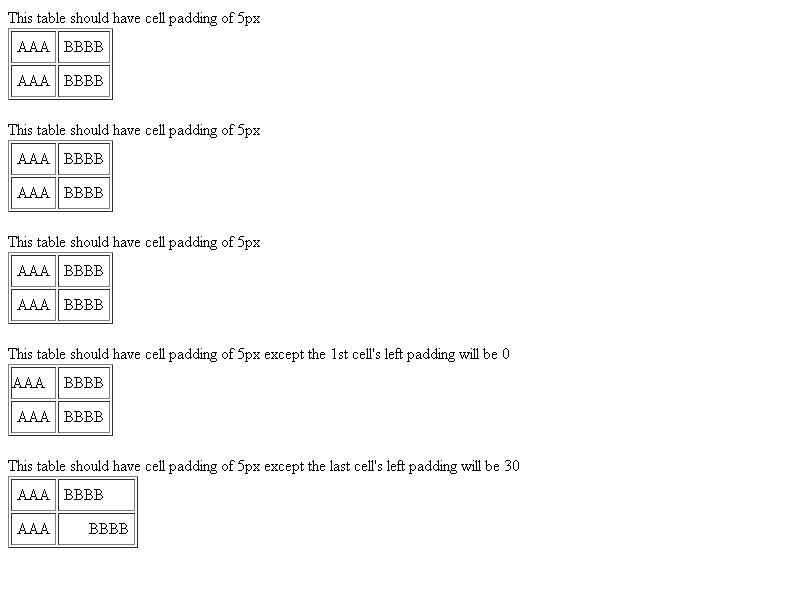 This table should have cell padding of 5px
AAA BBBB
AAA BBBB
This table should have cell padding of 5px
AAA BBBB
AAA BBBB
This table should have cell padding of 5px
AAA BBBB
AAA BBBB
This table should have cell padding of 5px except the 1st cell's left padding will be 0
AAA BBBB
AAA BBBB
This table should have cell padding of 5px except the last cell's left padding will be 30
AAA BBBB
AAA BBBB